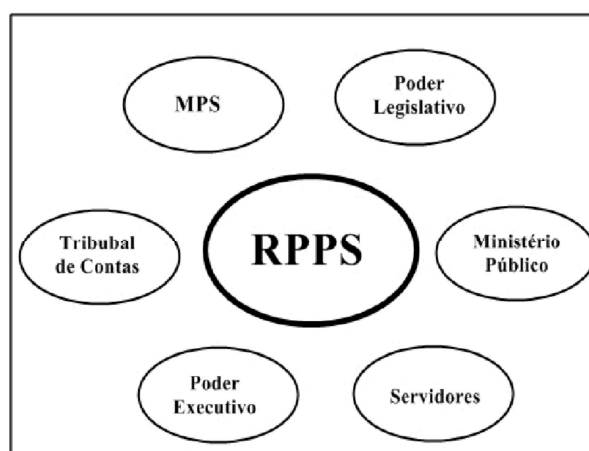 MPS
Poder
Legislativo
Tribubal
de Contas
RPPS
Ministério
Público
Poder
Executivo
Servidores